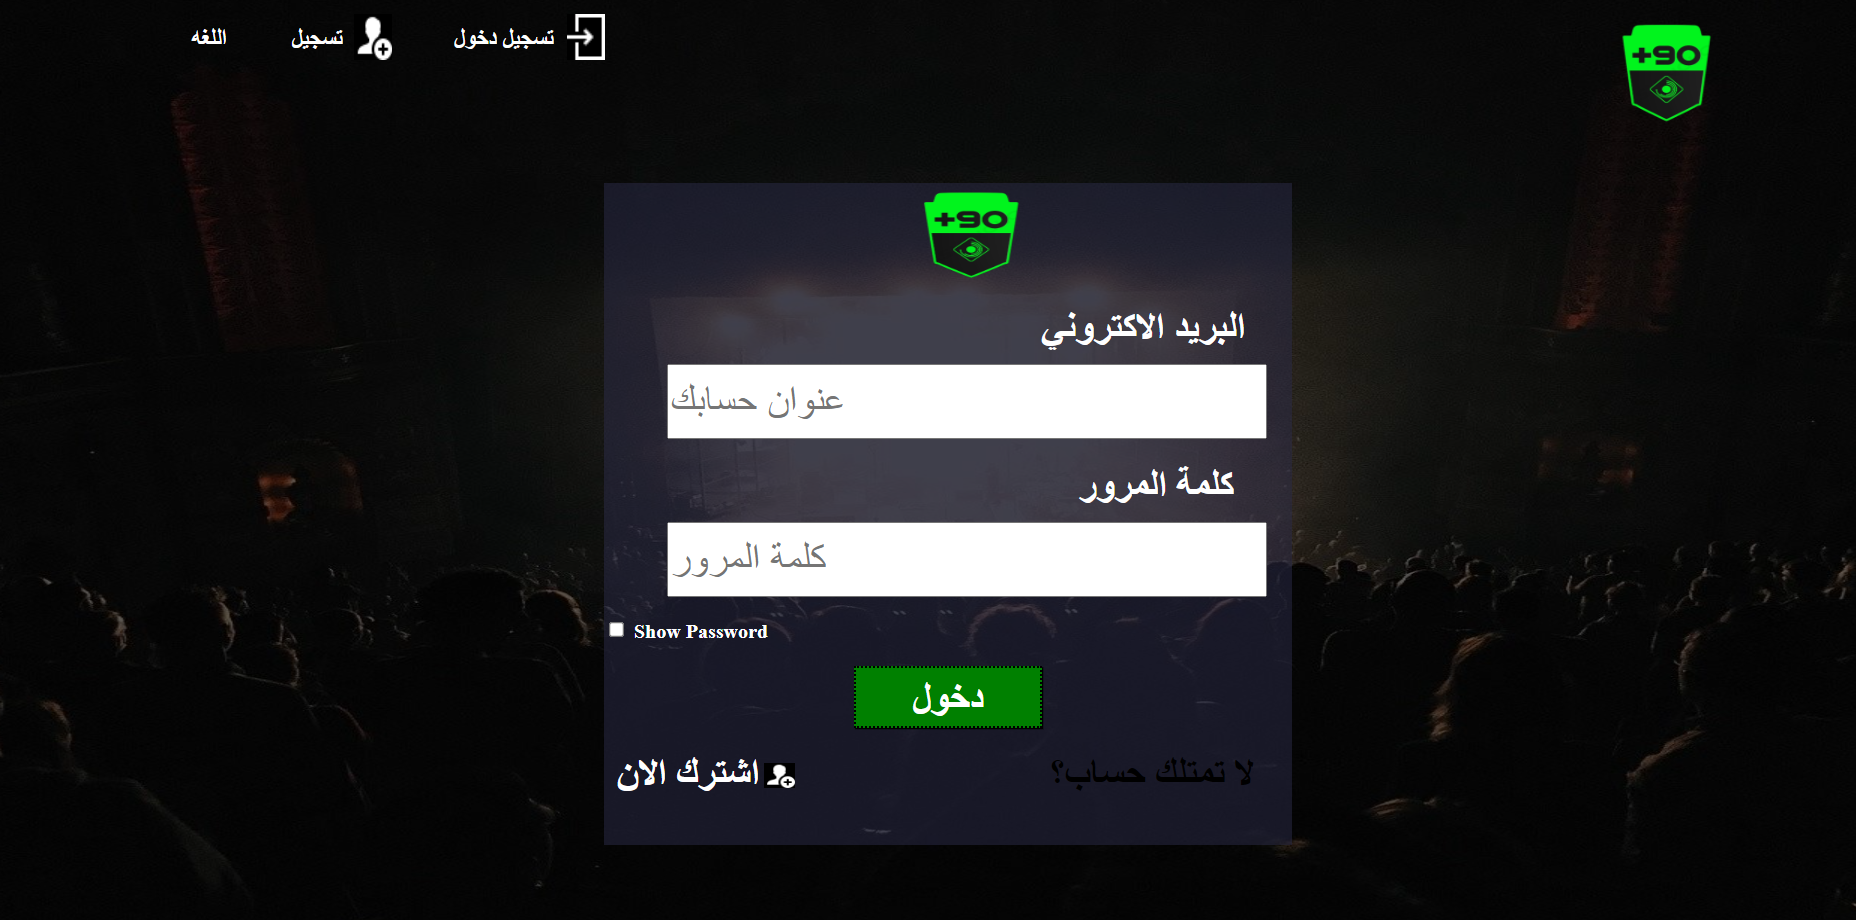 +90
تسجيل دخول
تسجيل
اللغه
+90
البريد الاكتروني
عنوان حسابك
كلمة المرور
كلمة المرور
Show Password
دخول
لا تمتلك حساب؟
اشترك الان